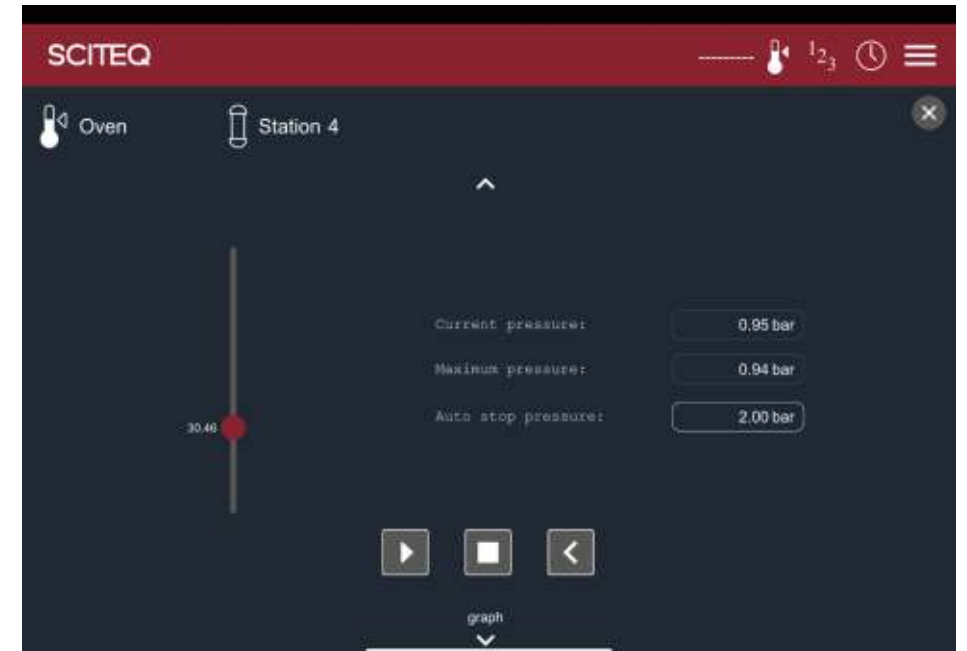 SCITEQ
--------- 123
Oven Station 4
Current pressure: 0.95 bar
Maximum pressure: 0.94 bar
Auto stop pressure: 2.00 bar
30.46
graph